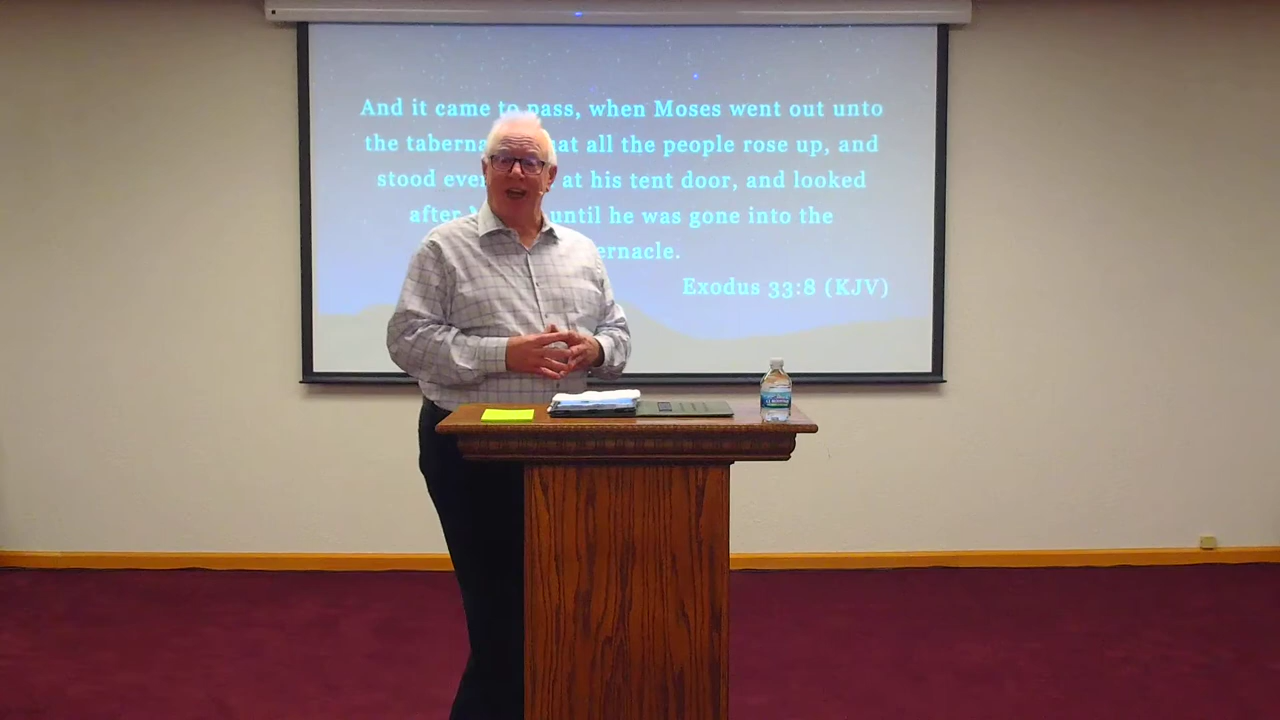 And it came to pass, when Moses went out unto
the taberna at all the people rose up, and
stood ever at his tent door, and looked
after until he was gone into the
ernacle.
Exodus 33:8 (KJV)